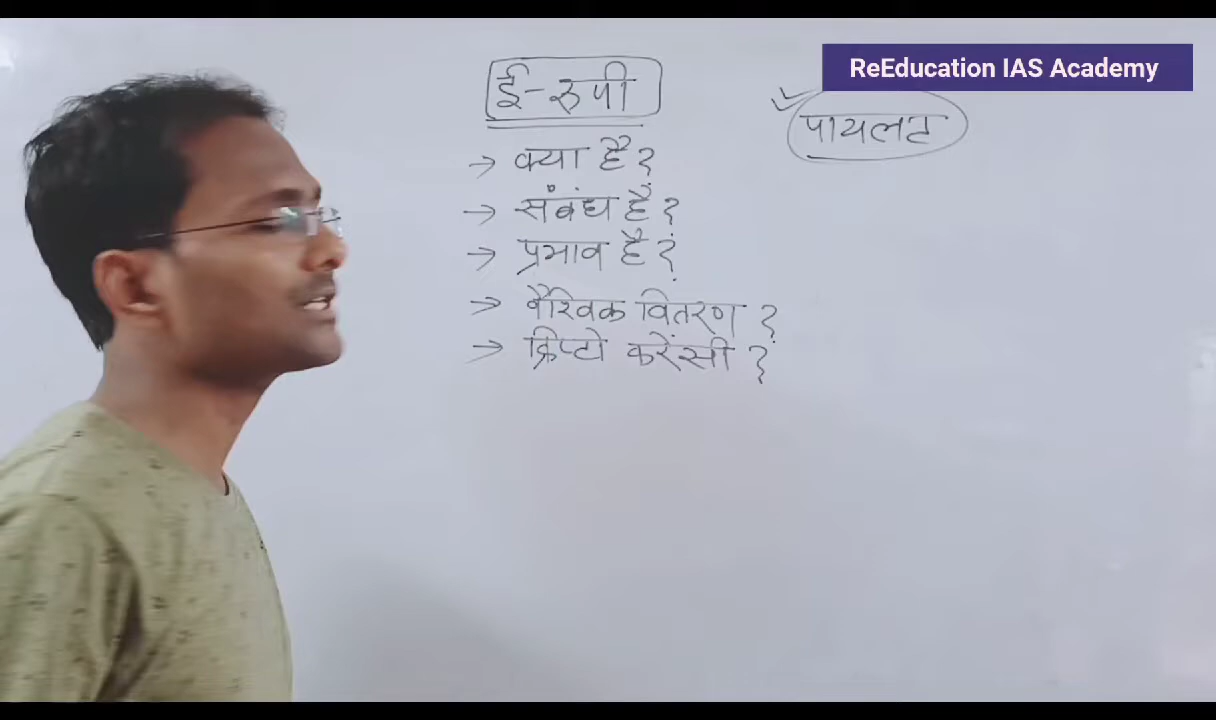 ReEducation IAS Academy
ई-रुपी
पायलट
→ क्या है?
→ संबंध है?
→ प्रभाव है?
→ वैश्विक वितरण?
→ क्रिप्टो करेंसी?